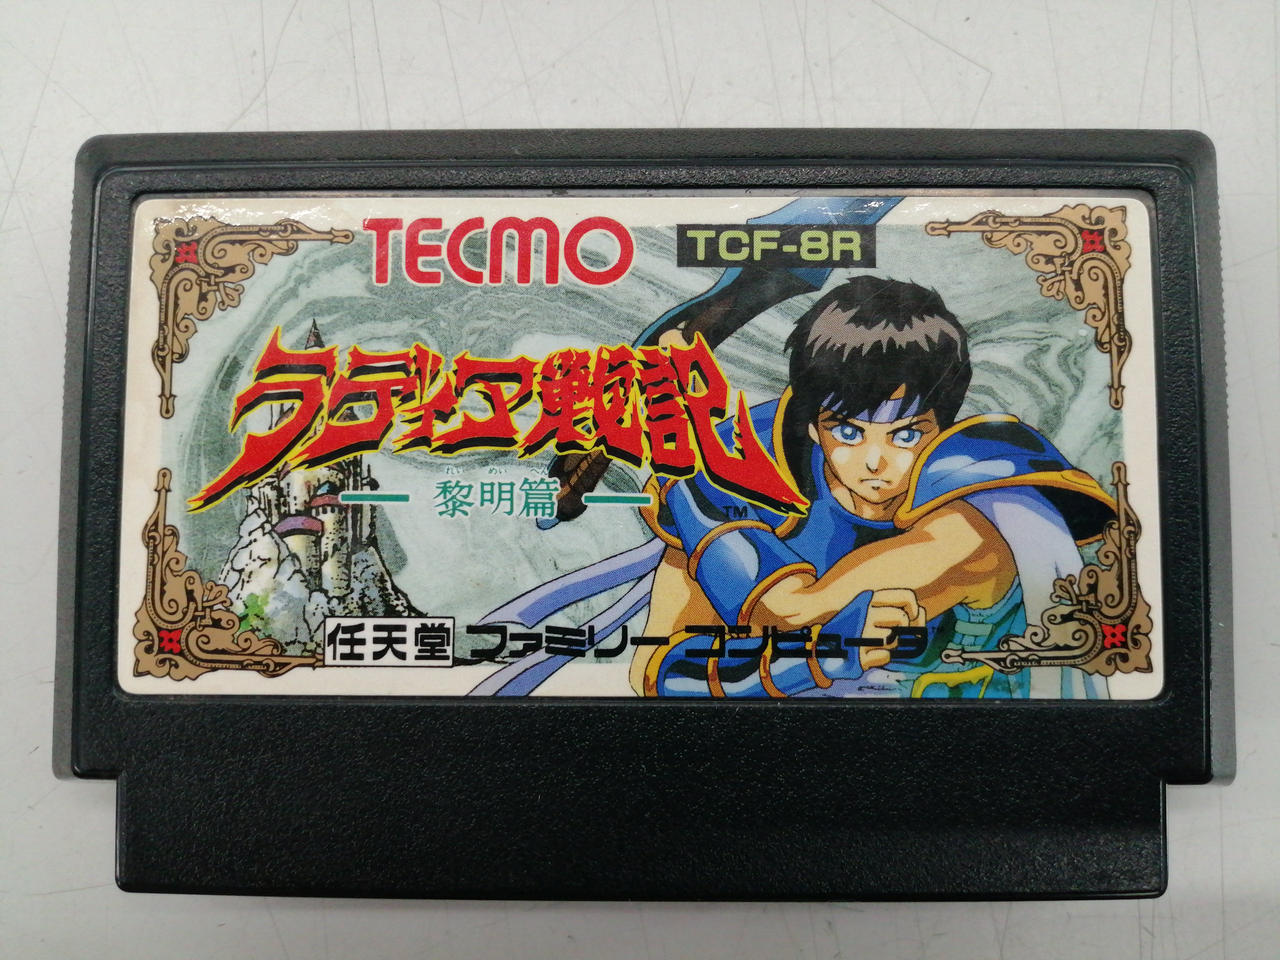 TECMO
TCF-8R
ラディア戦記
れい めい へん
黎明篇
TM
任天堂 ファミリーコンピュータ